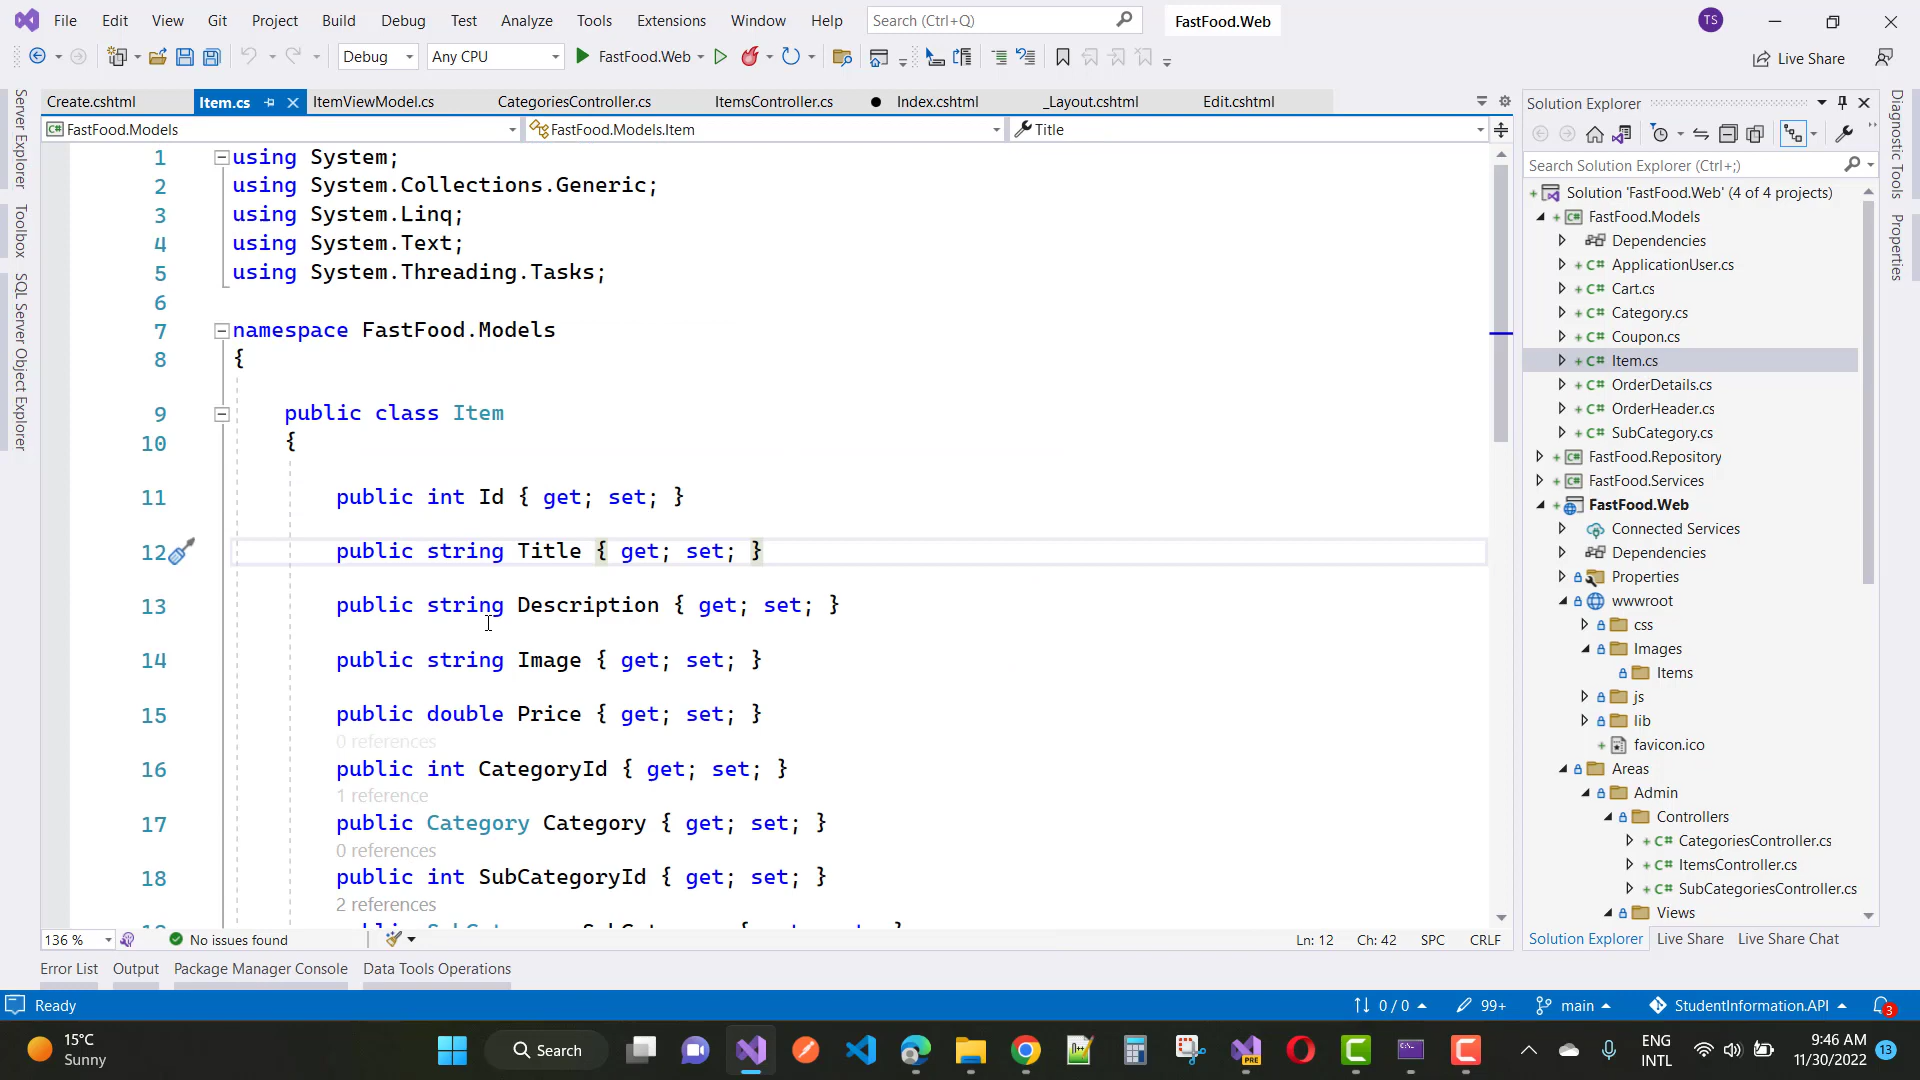 File Edit View Git Project Build Debug Test Analyze Tools Extensions Window Help Search (Ctrl+Q) FastFood.Web TS
Debug Any CPU FastFood.Web Live Share
Create.cshtml Item.cs ItemViewModel.cs CategoriesController.cs ItemsController.cs Index.cshtml _Layout.cshtml Edit.cshtml
FastFood.Models FastFood.Models.Item Title
1 using System;
2 using System.Collections.Generic;
3 using System.Linq;
4 using System.Text;
5 using System.Threading.Tasks;
6
7 namespace FastFood.Models
8 {
9 public class Item
10 {
11 public int Id { get; set; }
12 public string Title { get; set; }
13 public string Description { get; set; }
14 public string Image { get; set; }
15 public double Price { get; set; }
0 references
16 public int CategoryId { get; set; }
1 reference
17 public Category Category { get; set; }
0 references
18 public int SubCategoryId { get; set; }
2 references
136 % No issues found Ln: 12 Ch: 42 SPC CRLF
Error List Output Package Manager Console Data Tools Operations
Server Explorer
Toolbox
SQL Server Object Explorer
Solution Explorer
Search Solution Explorer (Ctrl+;)
Solution 'FastFood.Web' (4 of 4 projects)
FastFood.Models
Dependencies
C# ApplicationUser.cs
C# Cart.cs
C# Category.cs
C# Coupon.cs
C# Item.cs
C# OrderDetails.cs
C# OrderHeader.cs
C# SubCategory.cs
FastFood.Repository
FastFood.Services
FastFood.Web
Connected Services
Dependencies
Properties
wwwroot
css
Images
Items
js
lib
favicon.ico
Areas
Admin
Controllers
C# CategoriesController.cs
C# ItemsController.cs
C# SubCategoriesController.cs
Views
Solution Explorer Live Share Live Share Chat
Diagnostic Tools
Properties
Ready 0 / 0 99+ main StudentInformation.API 3
15°C
Sunny
Search
PRE
ENG
INTL
9:46 AM
11/30/2022
13